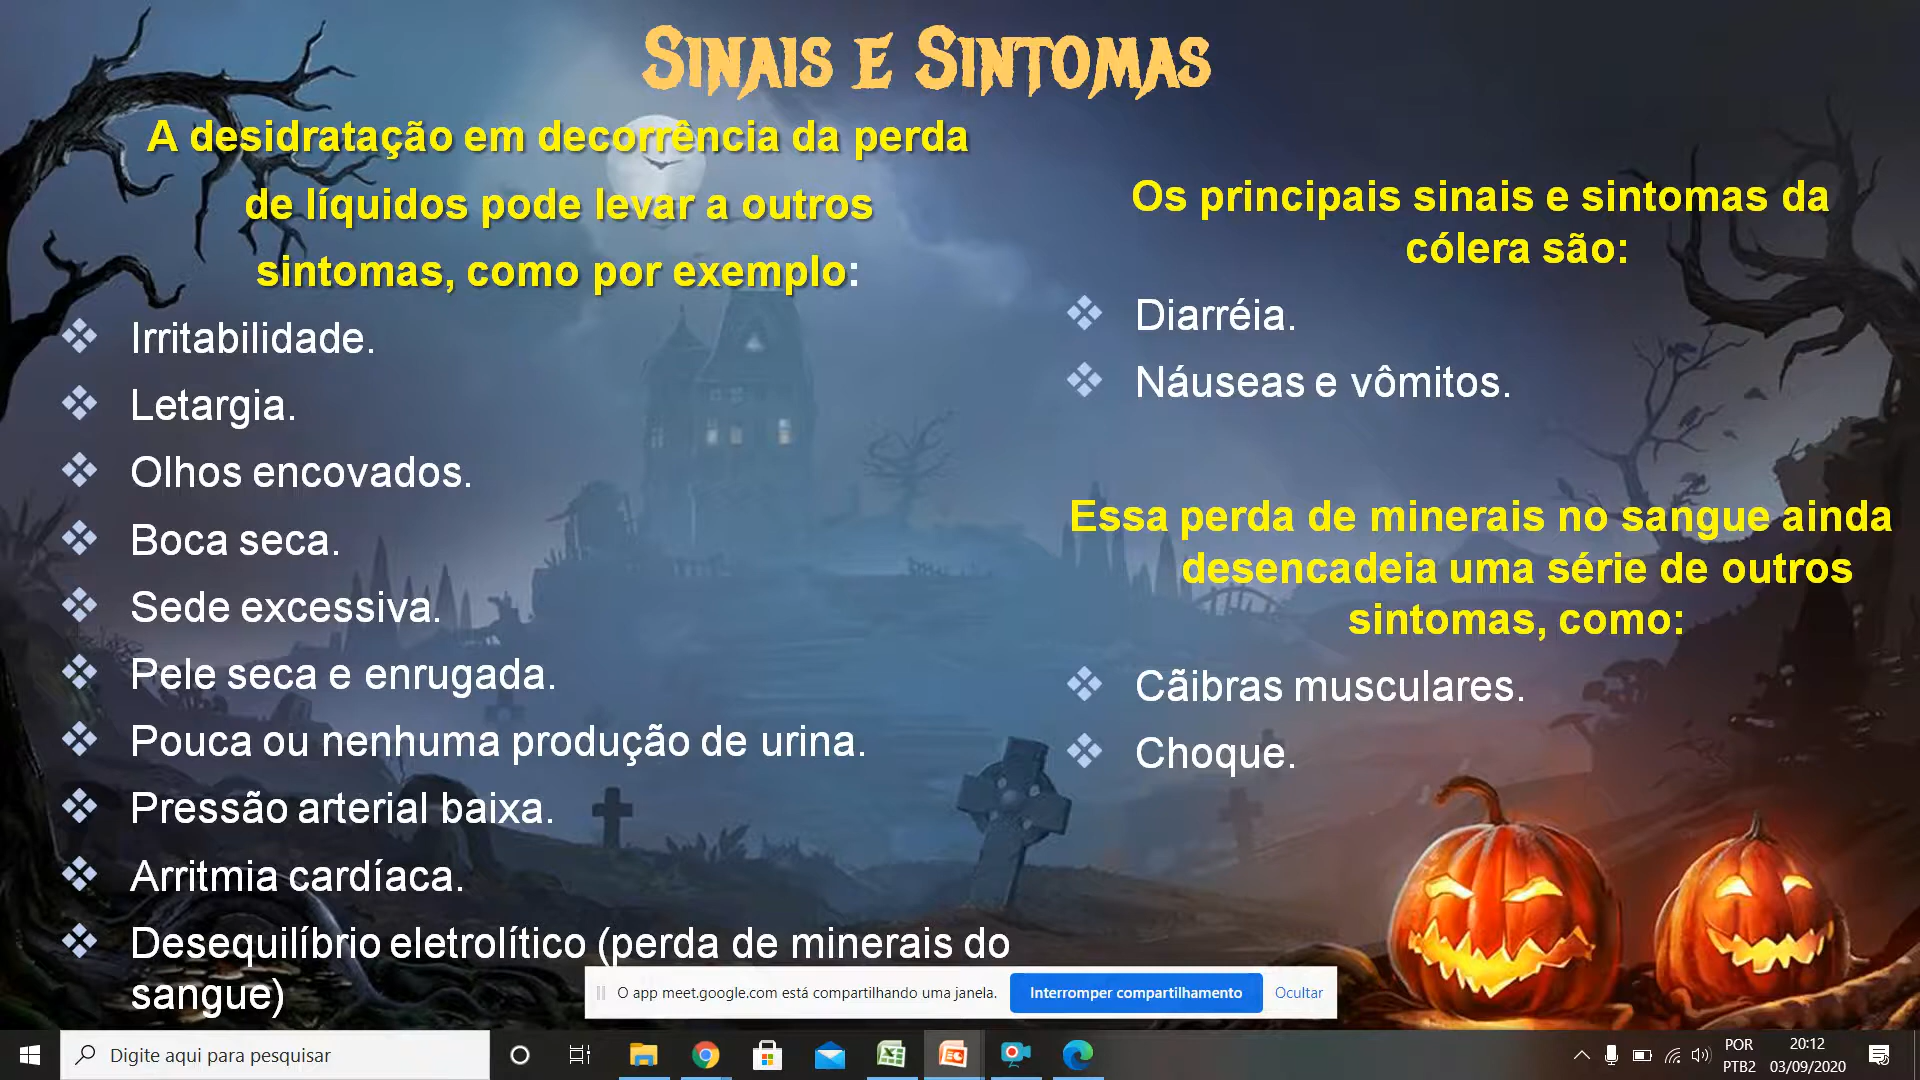 Sinais e Sintomas
A desidratação em decorrência da perda
de líquidos pode levar a outros
sintomas, como por exemplo:
Irritabilidade.
Letargia.
Olhos encovados.
Boca seca.
Sede excessiva.
Pele seca e enrugada.
Pouca ou nenhuma produção de urina.
Pressão arterial baixa.
Arritmia cardíaca.
Desequilíbrio eletrolítico (perda de minerais do
sangue)
Os principais sinais e sintomas da
cólera são:
Diarréia.
Náuseas e vômitos.
Essa perda de minerais no sangue ainda
desencadeia uma série de outros
sintomas, como:
Cãibras musculares.
Choque.
O app meet.google.com está compartilhando uma janela.
Interromper compartilhamento
Ocultar
Digite aqui para pesquisar
POR
PTB2
20:12
03/09/2020